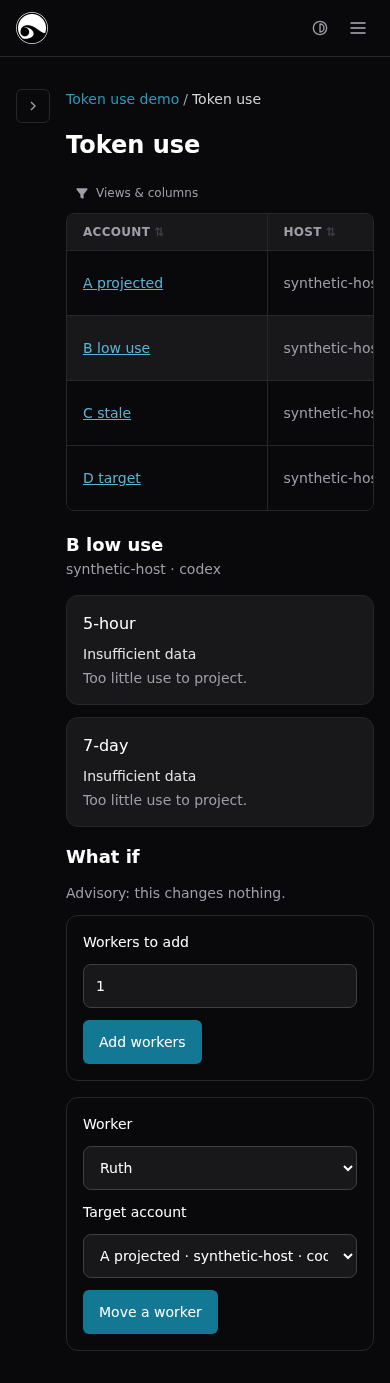 Token use demo / Token use
Token use
Views & columns
ACCOUNT HOST
A projected synthetic-hos
B low use synthetic-hos
C stale synthetic-hos
D target synthetic-hos
B low use
synthetic-host · codex
5-hour
Insufficient data
Too little use to project.
7-day
Insufficient data
Too little use to project.
What if
Advisory: this changes nothing.
Workers to add
1
Add workers
Worker
Ruth
Target account
A projected · synthetic-host · cod
Move a worker